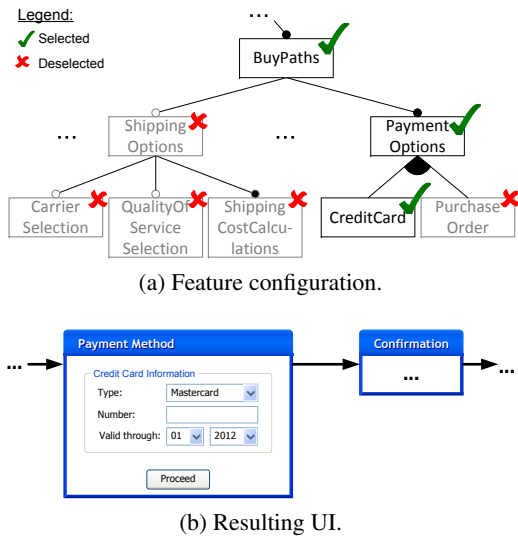 Legend:
Selected
Deselected
...
BuyPaths
...
Shipping
Options
...
Payment
Options
Carrier
Selection
QualityOf
Service
Selection
Shipping
CostCalcu-
lations
CreditCard
Purchase
Order
(a) Feature configuration.
...
Payment Method
Credit Card Information
Type: Mastercard
Number:
Valid through: 01 2012
Proceed
Confirmation
...
...
(b) Resulting UI.